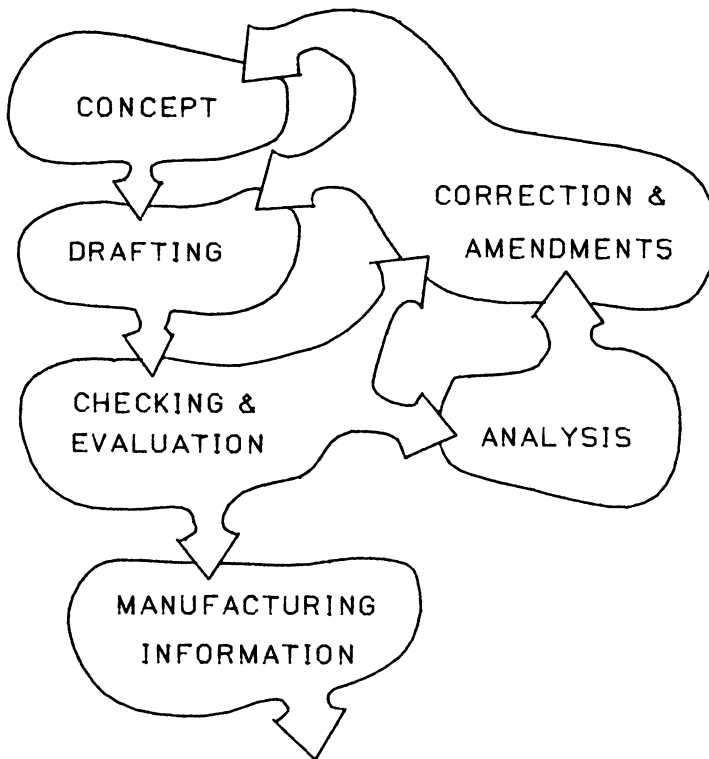 CONCEPT
DRAFTING
CHECKING &
EVALUATION
MANUFACTURING
INFORMATION
CORRECTION &
AMENDMENTS
ANALYSIS